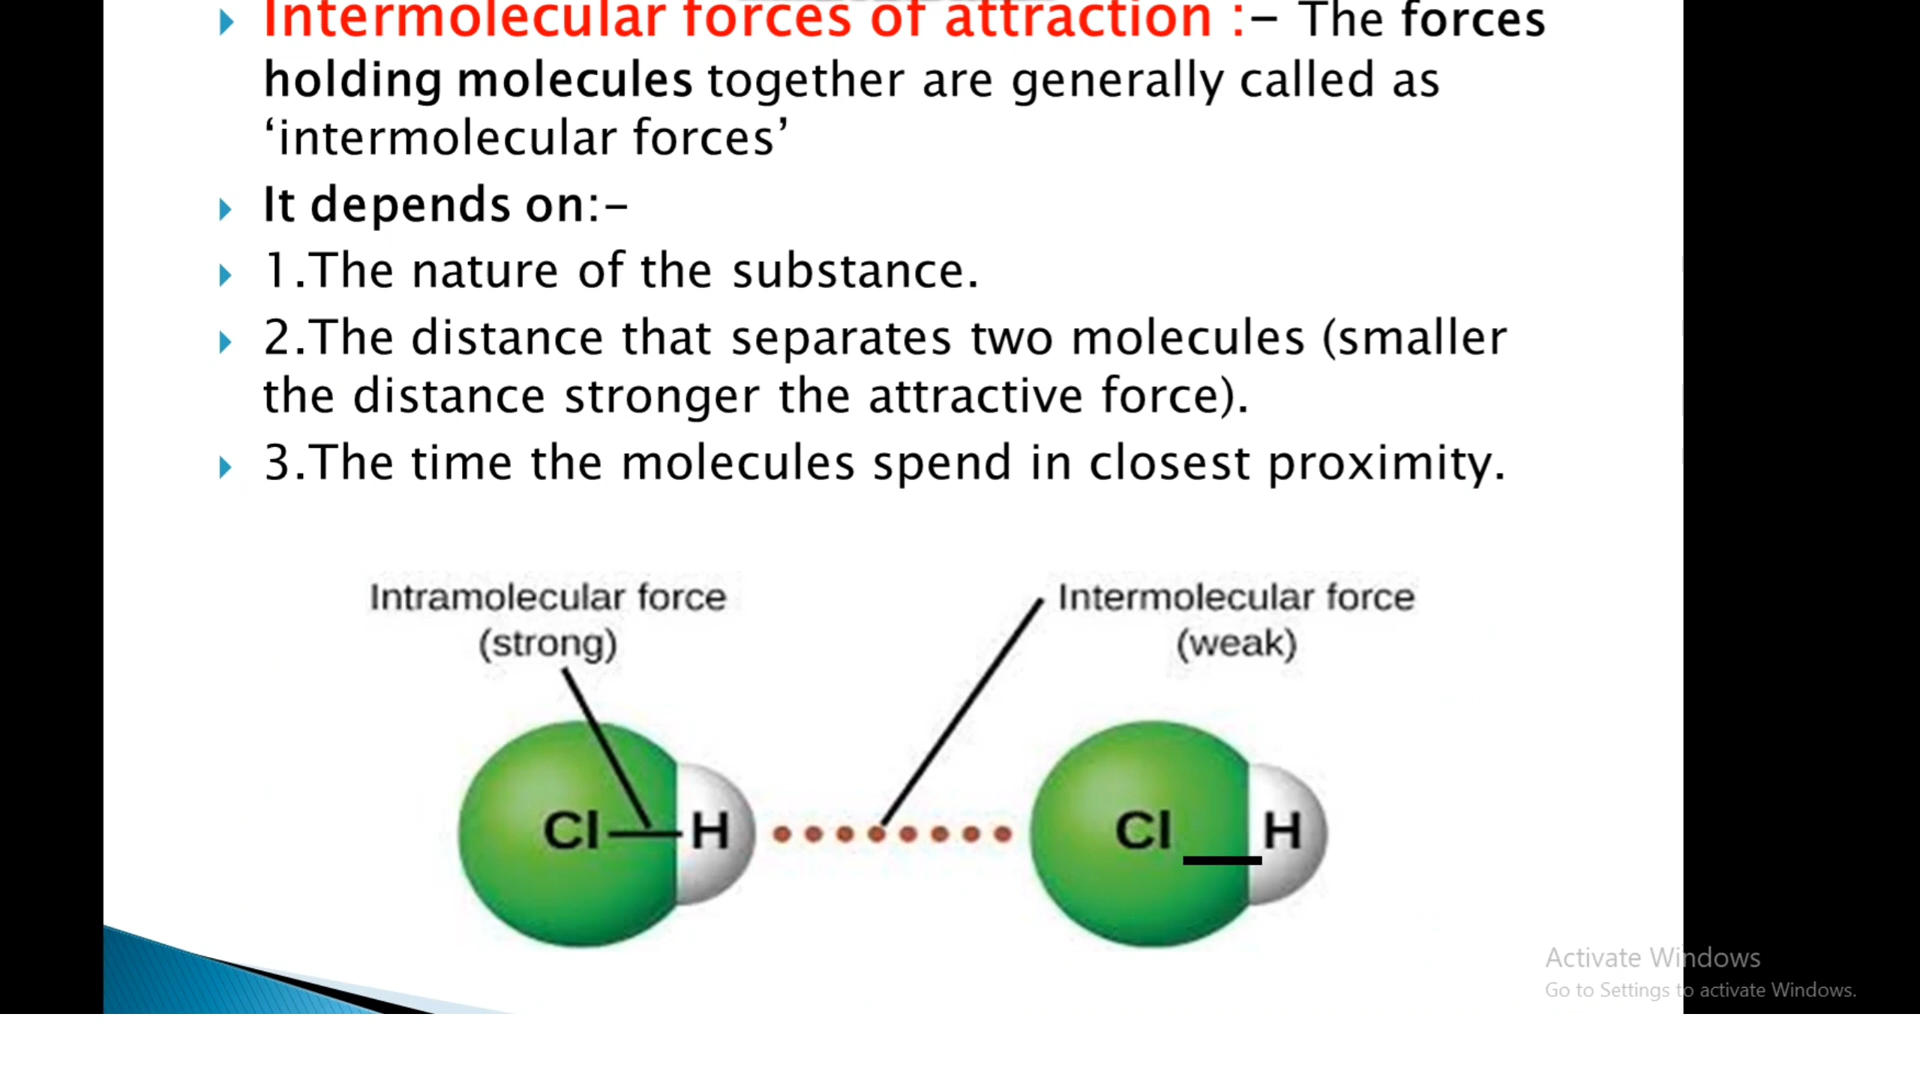 Intermolecular forces of attraction :- The forces
holding molecules together are generally called as
‘intermolecular forces’
It depends on:-
1.The nature of the substance.
2.The distance that separates two molecules (smaller
the distance stronger the attractive force).
3.The time the molecules spend in closest proximity.
Intramolecular force
(strong)
Intermolecular force
(weak)
Cl—H
Cl H
Activate Windows
Go to Settings to activate Windows.